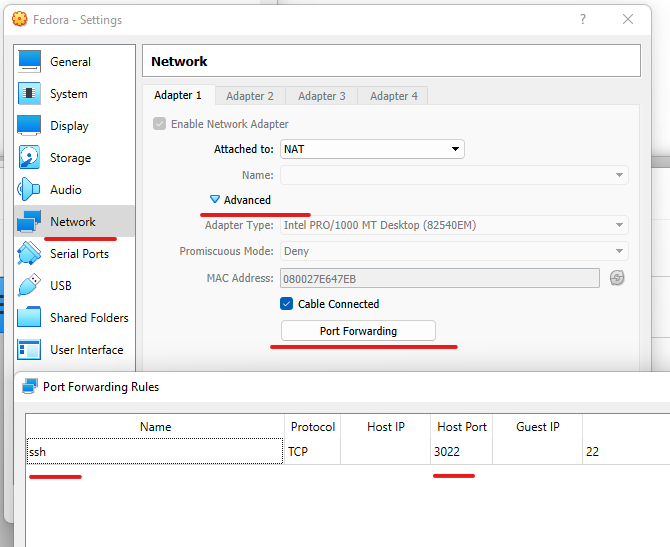 Fedora - Settings
?
General
System
Display
Storage
Audio
Network
Serial Ports
USB
Shared Folders
User Interface
Network
Adapter 1 Adapter 2 Adapter 3 Adapter 4
Enable Network Adapter
Attached to: NAT
Name:
Advanced
Adapter Type: Intel PRO/1000 MT Desktop (82540EM)
Promiscuous Mode: Deny
MAC Address: 080027E647EB
Cable Connected
Port Forwarding
Port Forwarding Rules
Name Protocol Host IP Host Port Guest IP
ssh TCP 3022 22